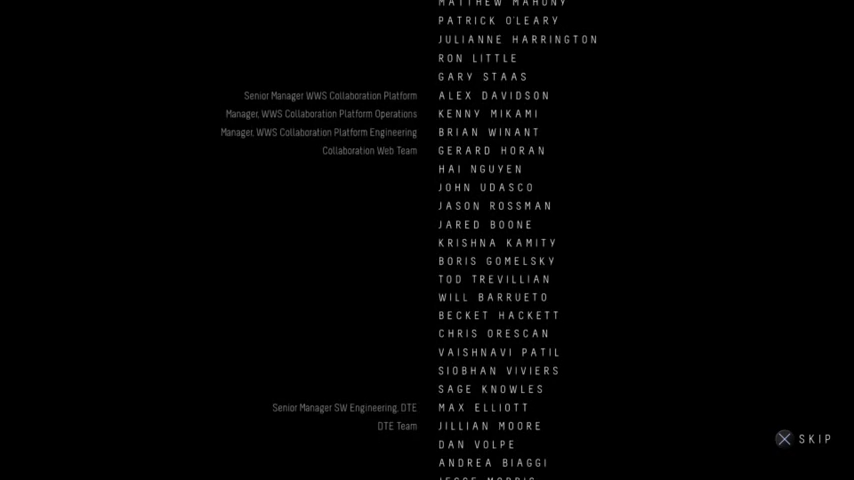 MATTHEW MAHONY
PATRICK O'LEARY
JULIANNE HARRINGTON
RON LITTLE
GARY STAAS
Senior Manager WWS Collaboration Platform ALEX DAVIDSON
Manager, WWS Collaboration Platform Operations KENNY MIKAMI
Manager, WWS Collaboration Platform Engineering BRIAN WINANT
Collaboration Web Team GERARD HORAN
HAI NGUYEN
JOHN UDASCO
JASON ROSSMAN
JARED BOONE
KRISHNA KAMITY
BORIS GOMELSKY
TOD TREVILLIAN
WILL BARRUETO
BECKET HACKETT
CHRIS ORESCAN
VAISHNAVI PATIL
SIOBHAN VIVIERS
SAGE KNOWLES
Senior Manager SW Engineering, DTE MAX ELLIOTT
DTE Team JILLIAN MOORE
DAN VOLPE
SKIP
ANDREA BIAGGI
JESSE MORRIS